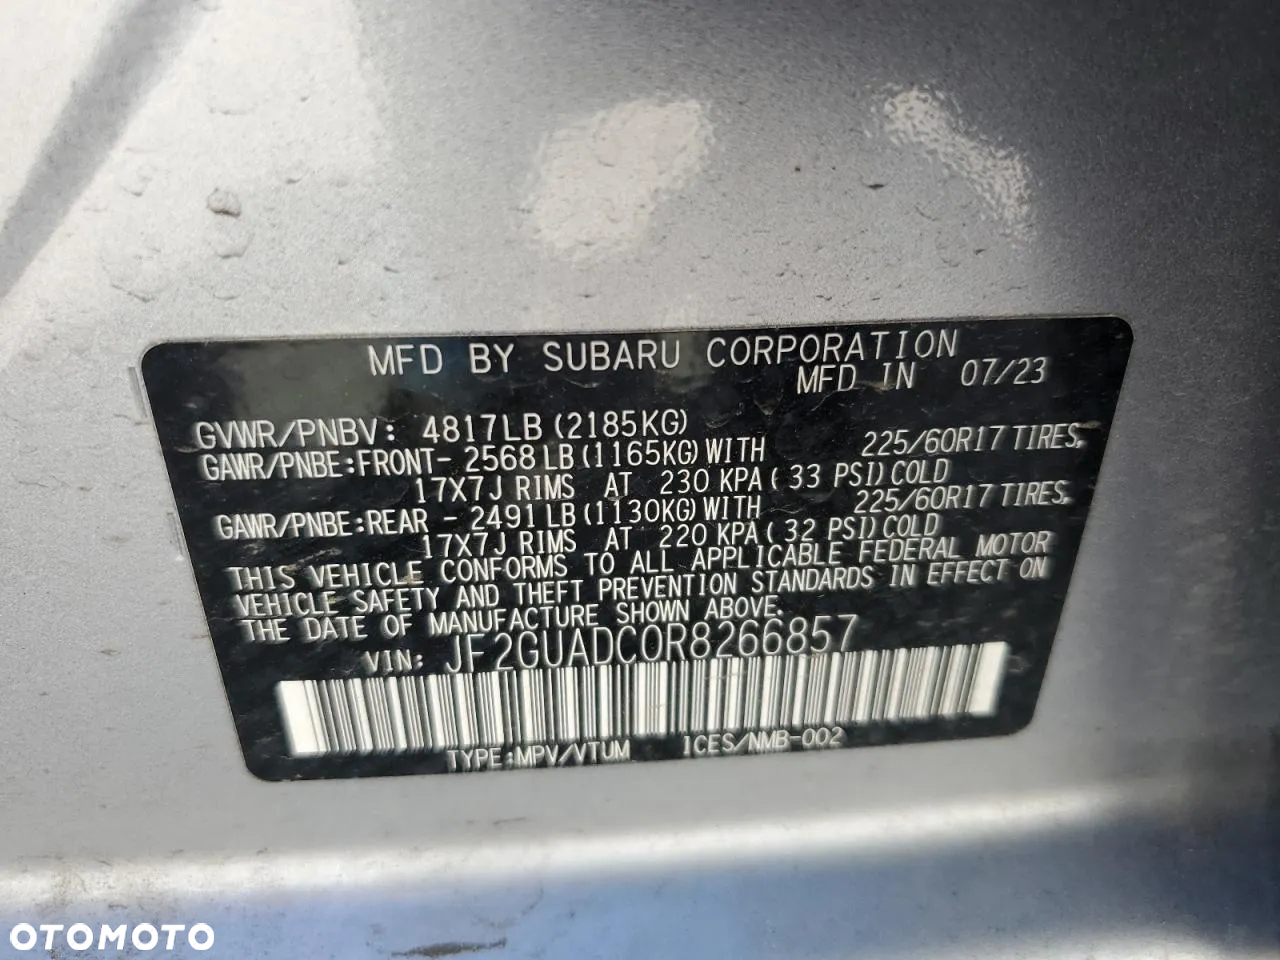 MFD BY SUBARU CORPORATION
MFD IN 07/23
GVWR/PNBV: 4817LB(2185KG)
GAWR/PNBE:FRONT- 2568LB(1165KG)WITH 225/60R17 TIRES,
17X7J RIMS AT 230 KPA( 33 PSI)COLD
GAWR/PNBE:REAR - 2491LB(1130KG)WITH 225/60R17 TIRES,
17X7J RIMS AT 220 KPA( 32 PSI)COLD
THIS VEHICLE CONFORMS TO ALL APPLICABLE FEDERAL MOTOR
VEHICLE SAFETY AND THEFT PREVENTION STANDARDS IN EFFECT ON
THE DATE OF MANUFACTURE SHOWN ABOVE.
VIN: JF2GUADC0R8266857
TYPE:MPV/VTUM ICES/NMB-002
OTOMOTO